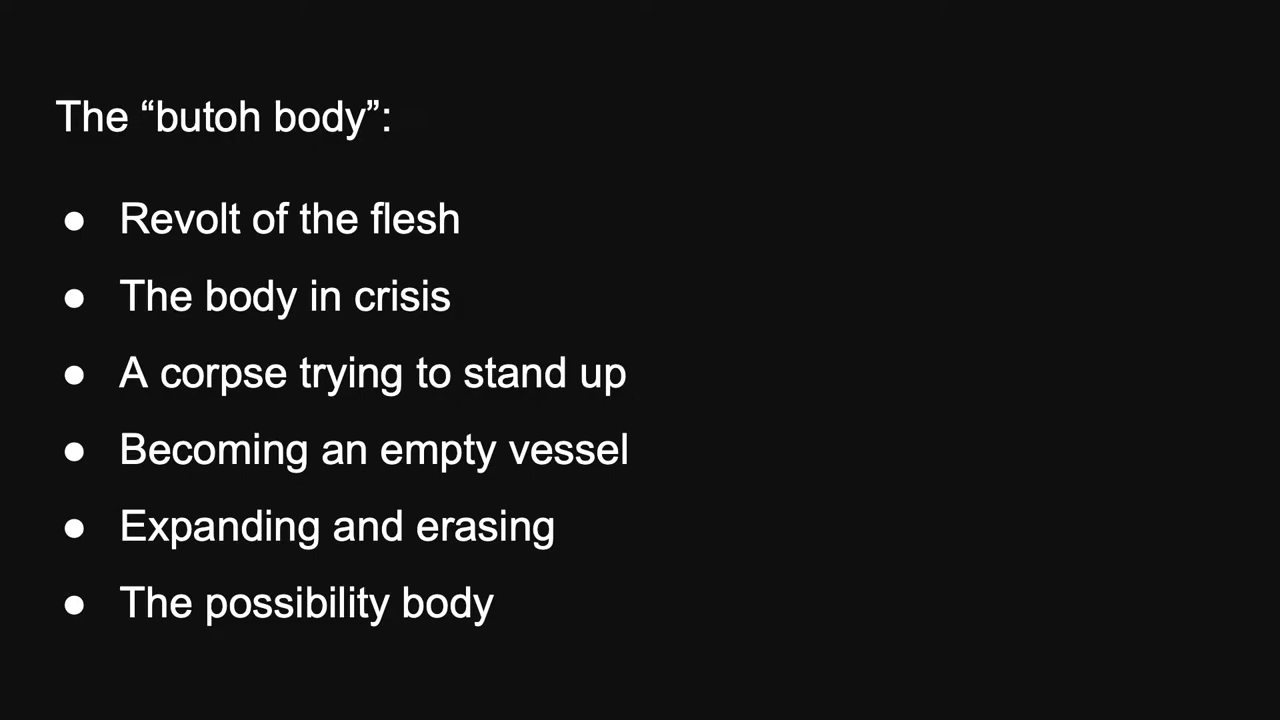 The “butoh body”:
● Revolt of the flesh
● The body in crisis
● A corpse trying to stand up
● Becoming an empty vessel
● Expanding and erasing
● The possibility body